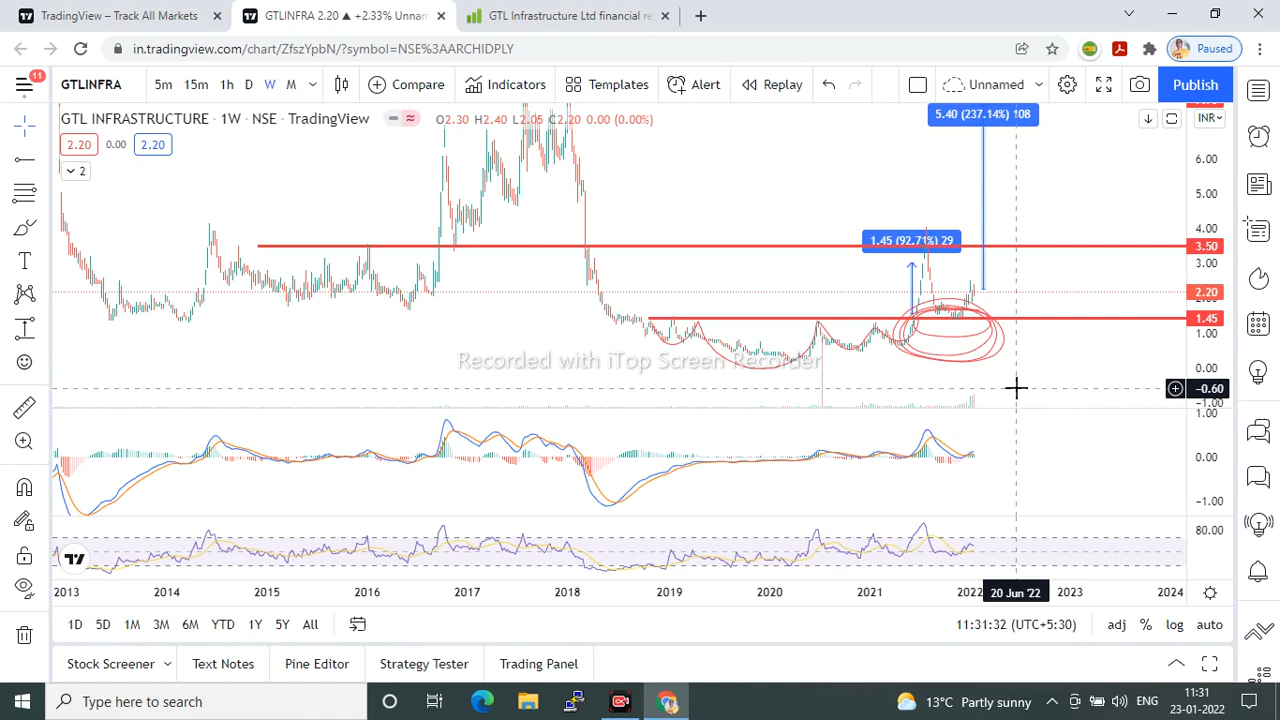 TradingView – Track All Markets
GTLINFRA 2.20 ▲ +2.33% Unnam
GTL Infrastructure Ltd financial re
in.tradingview.com/chart/ZfszYpbN/?symbol=NSE%3AARCHIDPLY
Paused
11
GTLINFRA 5m 15m 1h D W M Compare Indicators Templates Alert Replay Unnamed Publish
GTL INFRASTRUCTURE · 1W · NSE · TradingView O2.30 H2.40 L2.05 C2.20 0.00 (0.00%)
5.40 (237.14%) 108
INR
2.20 0.00 2.20
2
6.00
5.00
4.00
1.45 (92.71%) 29
3.50
3.00
2.20
1.45
1.00
Recorded with iTop Screen Recorder
0.00
−0.60
−1.00
1.00
0.00
−1.00
80.00
2013 2014 2015 2016 2017 2018 2019 2020 2021 2022 20 Jun '22 2023 2024
1D 5D 1M 3M 6M YTD 1Y 5Y All 11:31:32 (UTC+5:30) adj % log auto
Stock Screener Text Notes Pine Editor Strategy Tester Trading Panel
Type here to search
13°C Partly sunny
ENG
11:31
23-01-2022